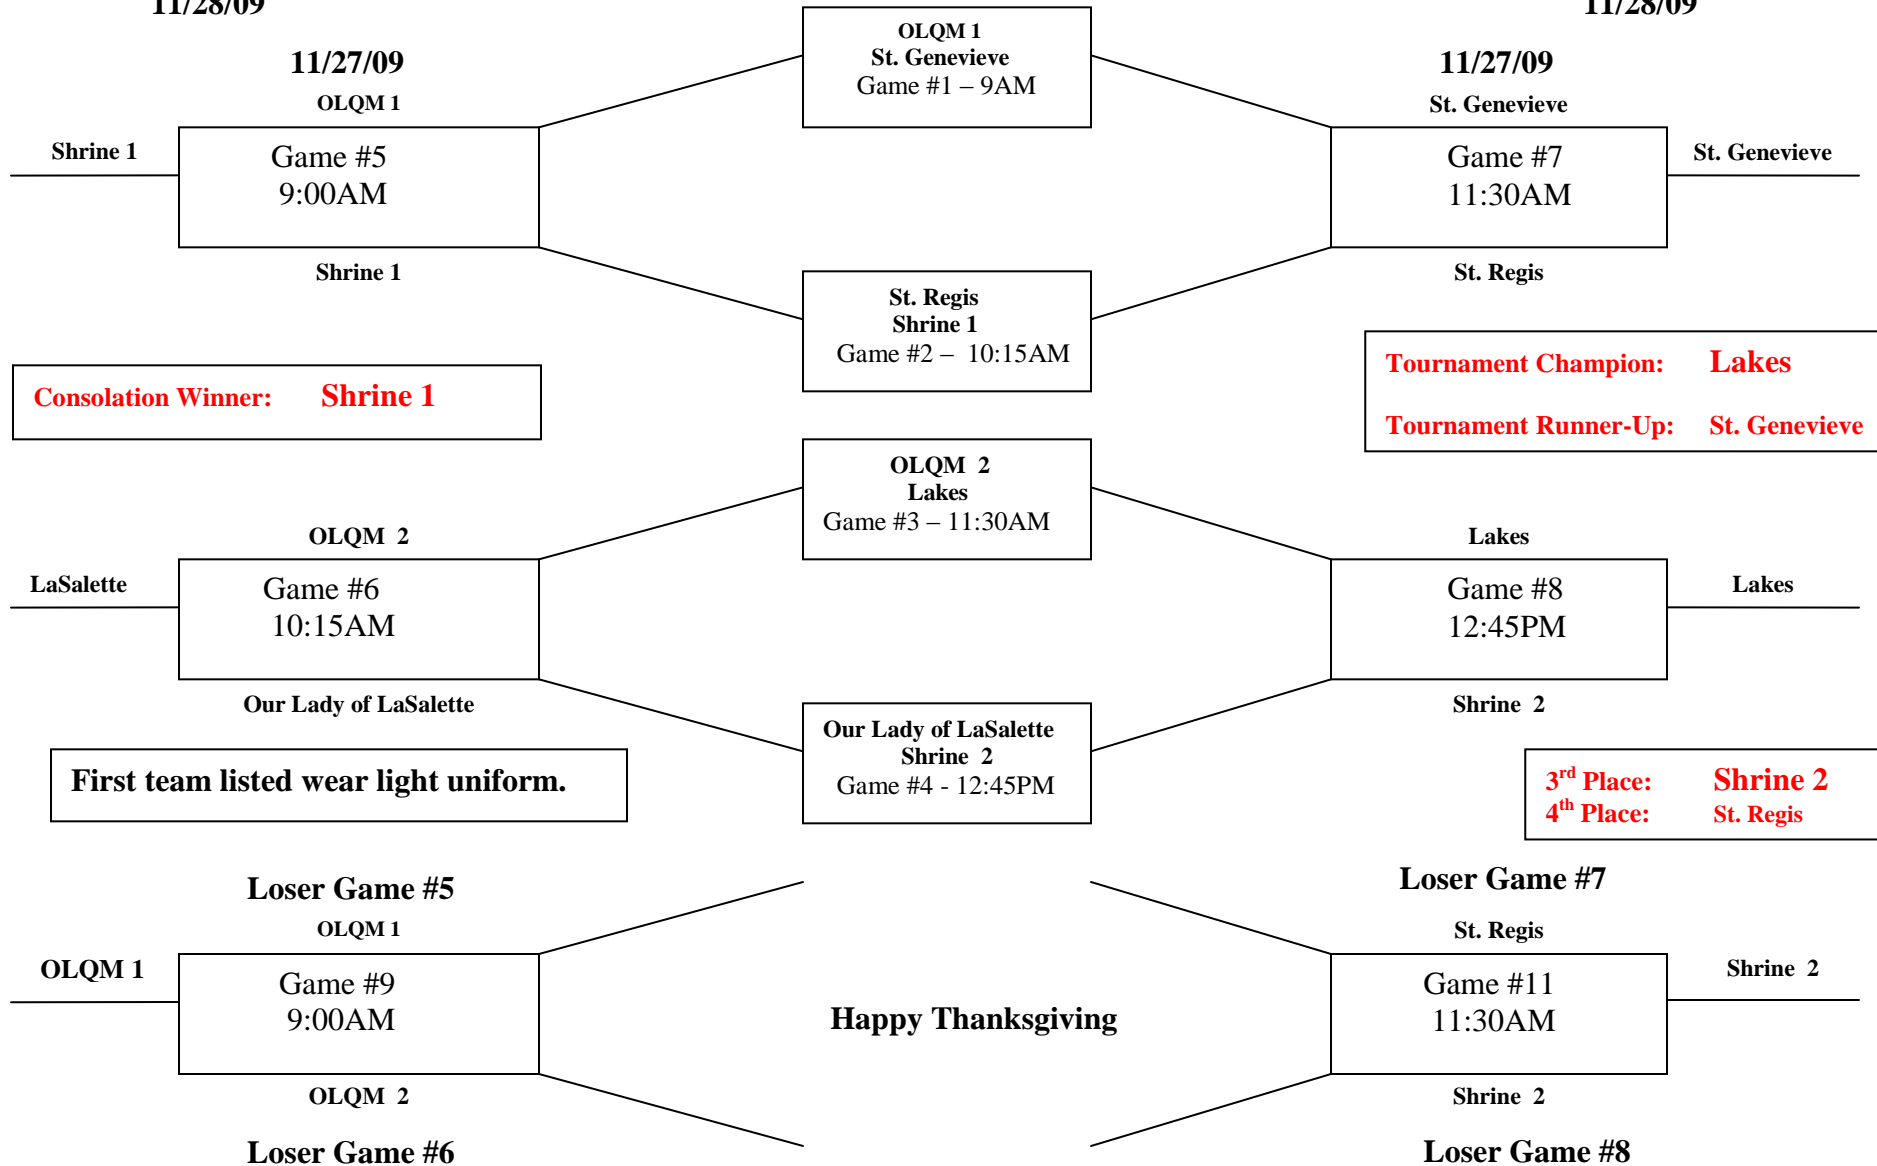 11/28/09
11/28/09
11/27/09
11/27/09
OLQM 1
St. Genevieve
Game #1 – 9AM
OLQM 1
St. Genevieve
Shrine 1
Game #5
9:00AM
Game #7
11:30AM
St. Genevieve
Shrine 1
St. Regis
St. Regis
Shrine 1
Game #2 – 10:15AM
Consolation Winner: Shrine 1
Tournament Champion: Lakes
Tournament Runner-Up: St. Genevieve
OLQM 2
Lakes
Game #3 – 11:30AM
OLQM 2
Lakes
LaSalette
Game #6
10:15AM
Game #8
12:45PM
Lakes
Our Lady of LaSalette
Shrine 2
Our Lady of LaSalette
Shrine 2
Game #4 - 12:45PM
First team listed wear light uniform.
3rd Place: Shrine 2
4th Place: St. Regis
Loser Game #5
Loser Game #7
OLQM 1
St. Regis
OLQM 1
Game #9
9:00AM
Happy Thanksgiving
Game #11
11:30AM
Shrine 2
OLQM 2
Shrine 2
Loser Game #6
Loser Game #8